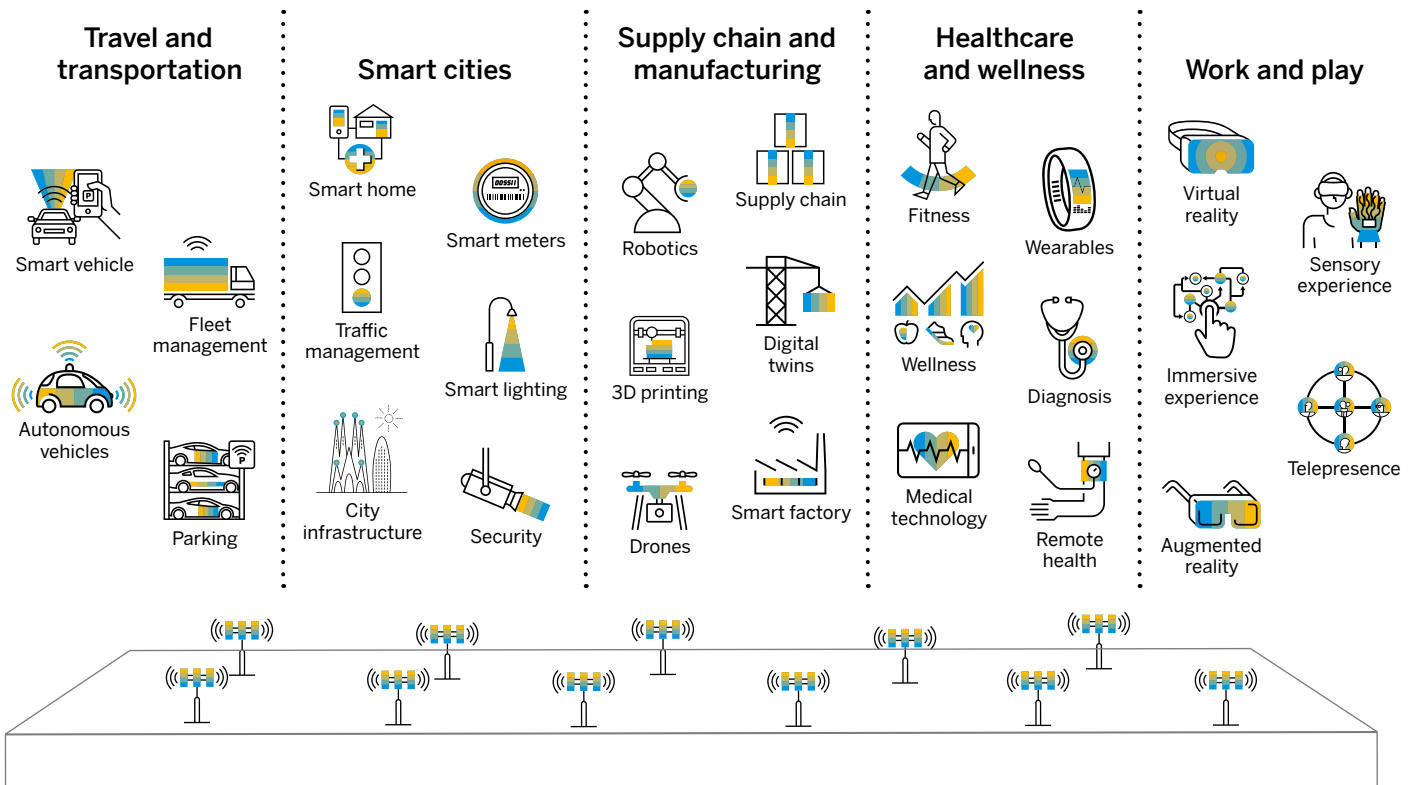 Travel and
transportation
Smart vehicle
P
Fleet
management
Autonomous
vehicles
P
Parking
Smart cities
Smart home
005511
Smart meters
Traffic
management
Smart lighting
City
infrastructure
Security
Supply chain and
manufacturing
Supply chain
Robotics
Digital
twins
3D printing
Smart factory
Drones
Healthcare
and wellness
Fitness
Wearables
Wellness
Diagnosis
Medical
technology
Remote
health
Work and play
Virtual
reality
Sensory
experience
Immersive
experience
Telepresence
Augmented
reality